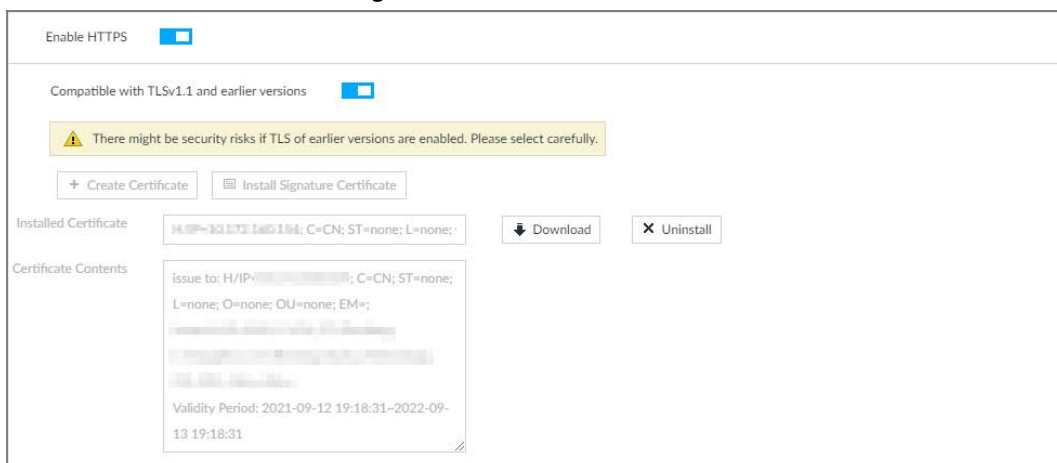 Enable HTTPS
Compatible with TLSv1.1 and earlier versions
There might be security risks if TLS of earlier versions are enabled. Please select carefully.
+ Create Certificate Install Signature Certificate
Installed Certificate C=CN; ST=none; L=none; Download Uninstall
Certificate Contents
issue to: H/IP= ; C=CN; ST=none;
L=none; O=none; OU=none; EM=;
Validity Period: 2021-09-12 19:18:31~2022-09-
13 19:18:31